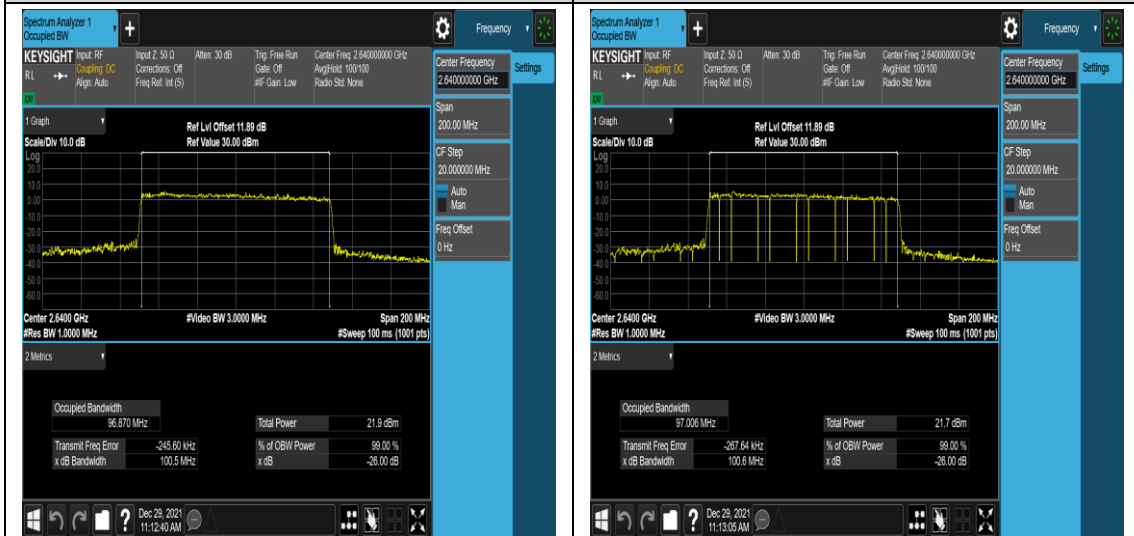 Spectrum Analyzer 1
Occupied BW
+
Frequency
KEYSIGHT Input: RF Input Z: 50 Ω Atten: 30 dB Trig: Free Run Center Freq: 2.640000000 GHz
Coupling: DC Corrections: Off Gate: Off Avg|Hold: 100/100
RL Align: Auto Freq Ref: Int (S) #IF Gain: Low Radio Std: None
Center Frequency
2.640000000 GHz
Settings
Span
200.00 MHz
CF Step
20.000000 MHz
Auto
Man
Freq Offset
0 Hz
1 Graph
Ref Lvl Offset 11.89 dB
Scale/Div 10.0 dB Ref Value 30.00 dBm
Log
20.0
10.0
0.00
-10.0
-20.0
-30.0
-40.0
-50.0
-60.0
Center 2.6400 GHz #Video BW 3.0000 MHz Span 200 MHz
#Res BW 1.0000 MHz #Sweep 100 ms (1001 pts)
2 Metrics
Occupied Bandwidth
96.870 MHz Total Power 21.9 dBm
Transmit Freq Error -245.60 kHz % of OBW Power 99.00 %
x dB Bandwidth 100.5 MHz x dB -26.00 dB
? Dec 29, 2021
11:12:40 AM
Spectrum Analyzer 1
Occupied BW
+
Frequency
KEYSIGHT Input: RF Input Z: 50 Ω Atten: 30 dB Trig: Free Run Center Freq: 2.640000000 GHz
Coupling: DC Corrections: Off Gate: Off Avg|Hold: 100/100
RL Align: Auto Freq Ref: Int (S) #IF Gain: Low Radio Std: None
Center Frequency
2.640000000 GHz
Settings
Span
200.00 MHz
CF Step
20.000000 MHz
Auto
Man
Freq Offset
0 Hz
1 Graph
Ref Lvl Offset 11.89 dB
Scale/Div 10.0 dB Ref Value 30.00 dBm
Log
20.0
10.0
0.00
-10.0
-20.0
-30.0
-40.0
-50.0
-60.0
Center 2.6400 GHz #Video BW 3.0000 MHz Span 200 MHz
#Res BW 1.0000 MHz #Sweep 100 ms (1001 pts)
2 Metrics
Occupied Bandwidth
97.006 MHz Total Power 21.7 dBm
Transmit Freq Error -267.64 kHz % of OBW Power 99.00 %
x dB Bandwidth 100.6 MHz x dB -26.00 dB
? Dec 29, 2021
11:13:05 AM